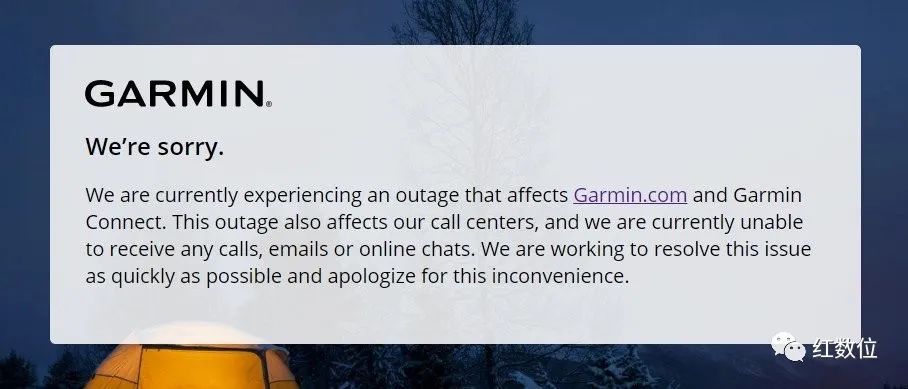 GARMIN®
We're sorry.
We are currently experiencing an outage that affects Garmin.com and Garmin
Connect. This outage also affects our call centers, and we are currently unable
to receive any calls, emails or online chats. We are working to resolve this issue
as quickly as possible and apologize for this inconvenience.
红数位